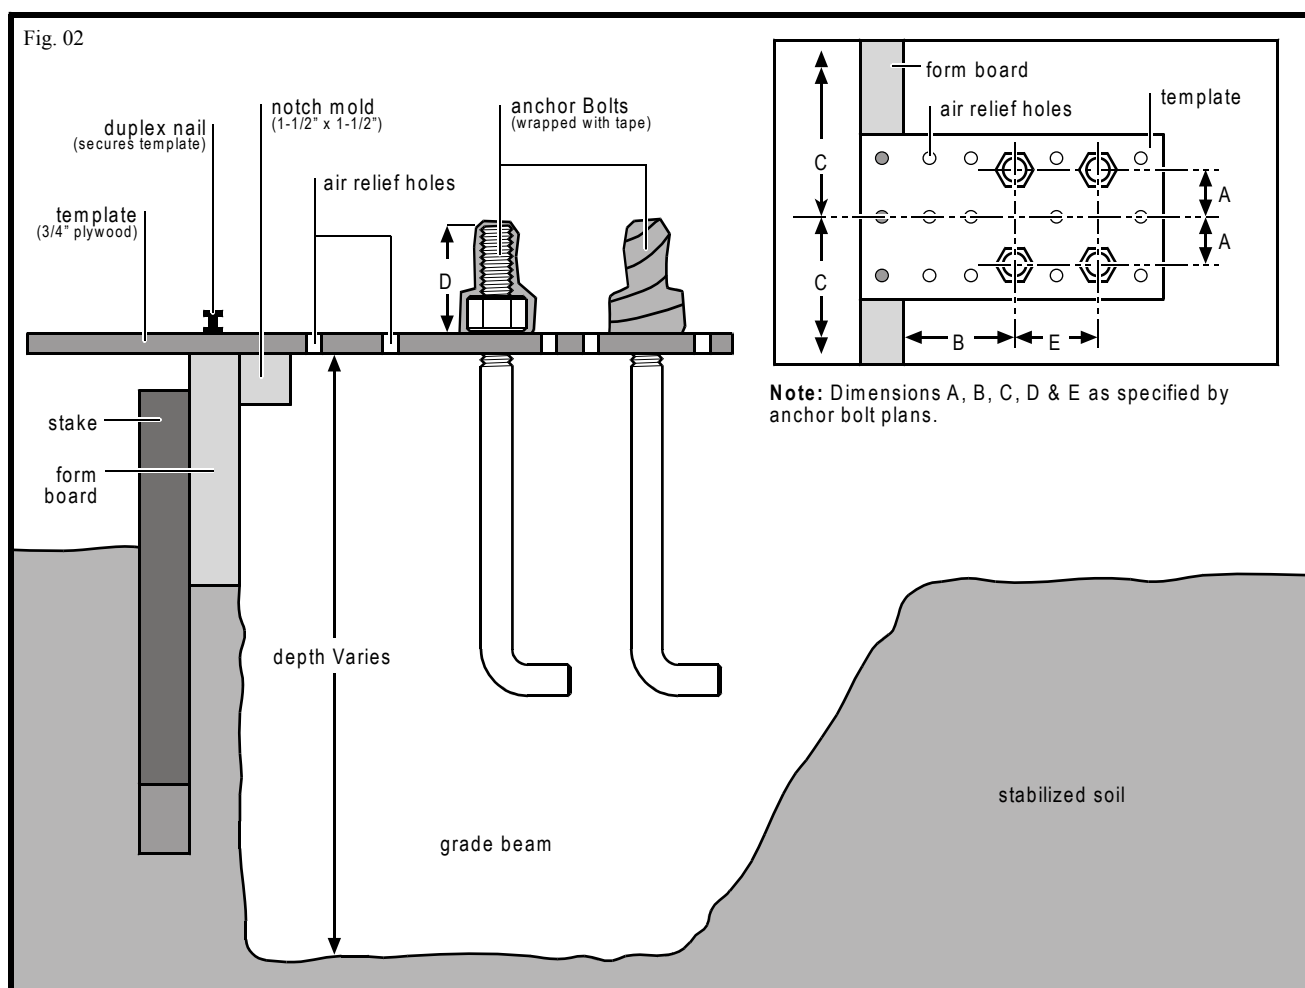 Fig. 02
duplex nail
(secures template)
notch mold
(1-1/2” x 1-1/2”)
anchor Bolts
(wrapped with tape)
air relief holes
template
(3/4” plywood)
D
stake
form
board
depth Varies
grade beam
stabilized soil
form board
air relief holes
template
C
A
A
C
B
E
Note: Dimensions A, B, C, D & E as specified by
anchor bolt plans.